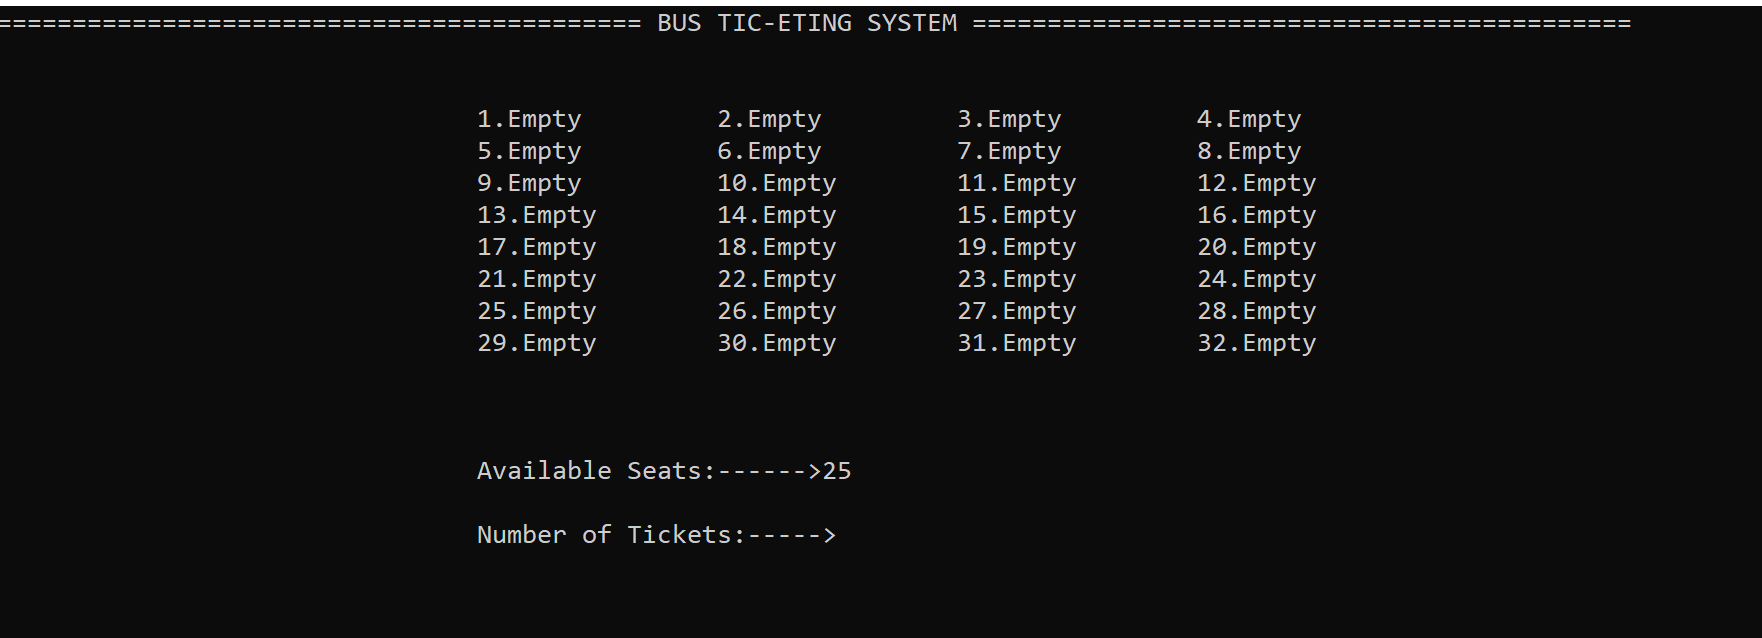 =========================================== BUS TIC-ETING SYSTEM ============================================
1.Empty 2.Empty 3.Empty 4.Empty
5.Empty 6.Empty 7.Empty 8.Empty
9.Empty 10.Empty 11.Empty 12.Empty
13.Empty 14.Empty 15.Empty 16.Empty
17.Empty 18.Empty 19.Empty 20.Empty
21.Empty 22.Empty 23.Empty 24.Empty
25.Empty 26.Empty 27.Empty 28.Empty
29.Empty 30.Empty 31.Empty 32.Empty
Available Seats:------>25
Number of Tickets:----->